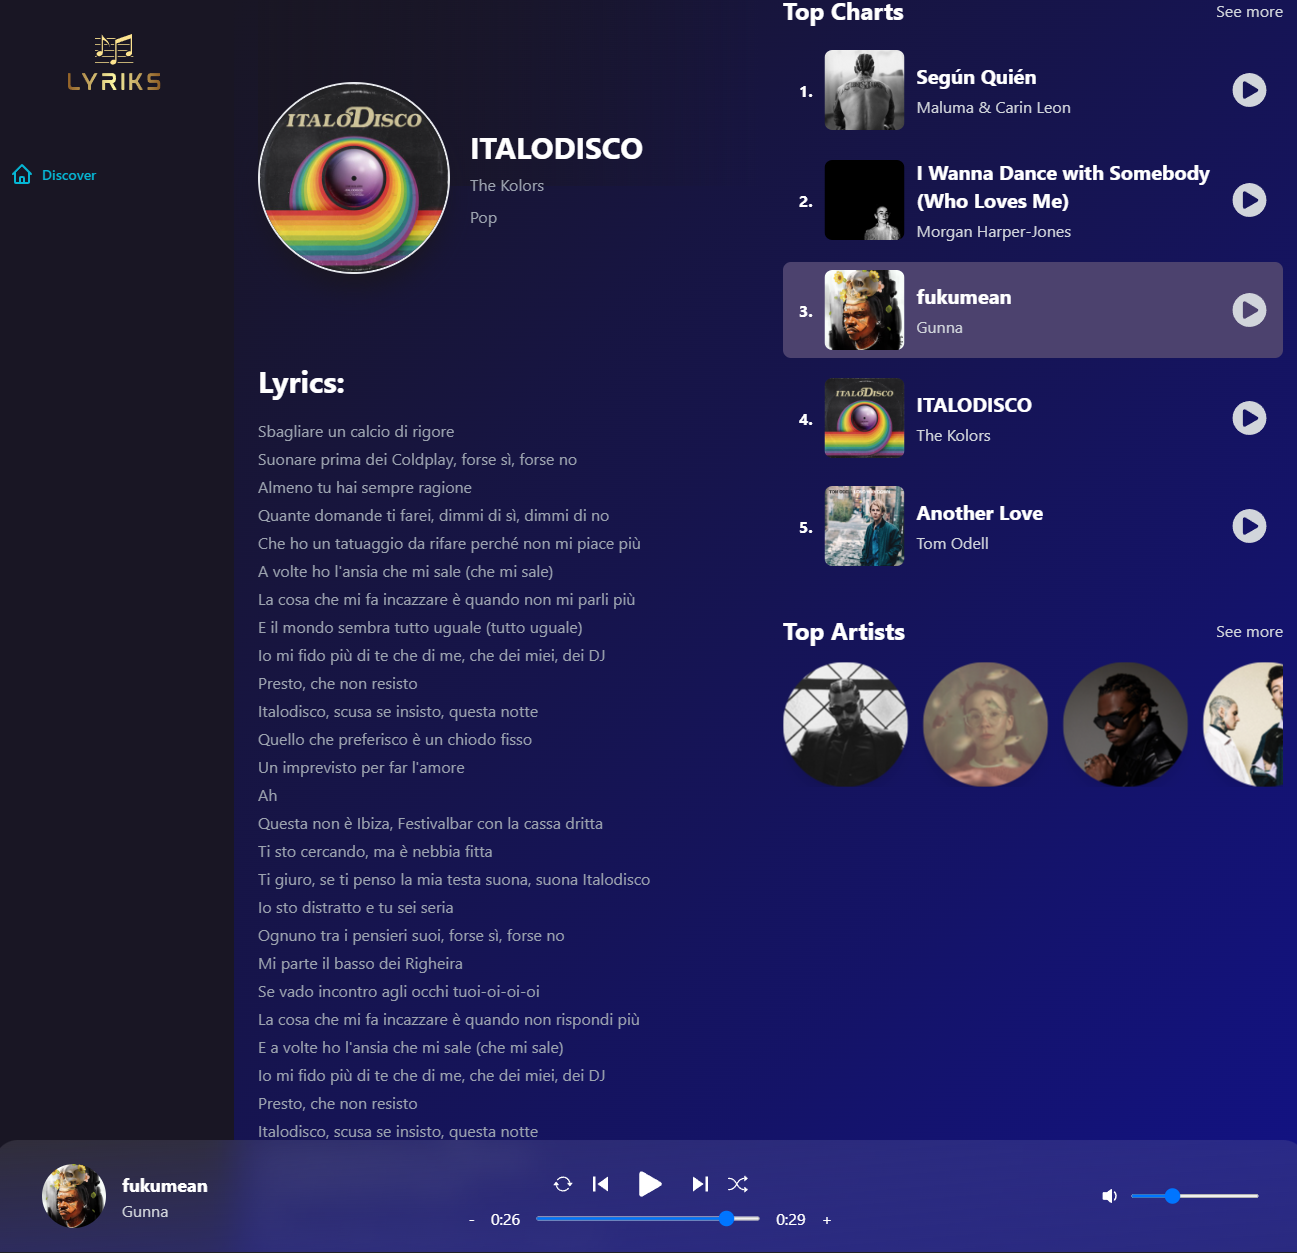 LYRIKS
Discover
ITALODISCO
ITALODISCO
The Kolors
Pop
Lyrics:
Sbagliare un calcio di rigore
Suonare prima dei Coldplay, forse sì, forse no
Almeno tu hai sempre ragione
Quante domande ti farei, dimmi di sì, dimmi di no
Che ho un tatuaggio da rifare perché non mi piace più
A volte ho l'ansia che mi sale (che mi sale)
La cosa che mi fa incazzare è quando non mi parli più
E il mondo sembra tutto uguale (tutto uguale)
Io mi fido più di te che di me, che dei miei, dei DJ
Presto, che non resisto
Italodisco, scusa se insisto, questa notte
Quello che preferisco è un chiodo fisso
Un imprevisto per far l'amore
Ah
Questa non è Ibiza, Festivalbar con la cassa dritta
Ti sto cercando, ma è nebbia fitta
Ti giuro, se ti penso la mia testa suona, suona Italodisco
Io sto distratto e tu sei seria
Ognuno tra i pensieri suoi, forse sì, forse no
Mi parte il basso dei Righeira
Se vado incontro agli occhi tuoi-oi-oi-oi
La cosa che mi fa incazzare è quando non rispondi più
E a volte ho l'ansia che mi sale (che mi sale)
Io mi fido più di te che di me, che dei miei, dei DJ
Presto, che non resisto
Italodisco, scusa se insisto, questa notte
Top Charts
See more
1.
Según Quién
Maluma & Carin Leon
2.
I Wanna Dance with Somebody
(Who Loves Me)
Morgan Harper-Jones
3.
fukumean
Gunna
4.
ITALODISCO
ITALODISCO
The Kolors
5.
TOM ODELL
Another Love
Tom Odell
Top Artists
See more
fukumean
Gunna
- 0:26 0:29 +